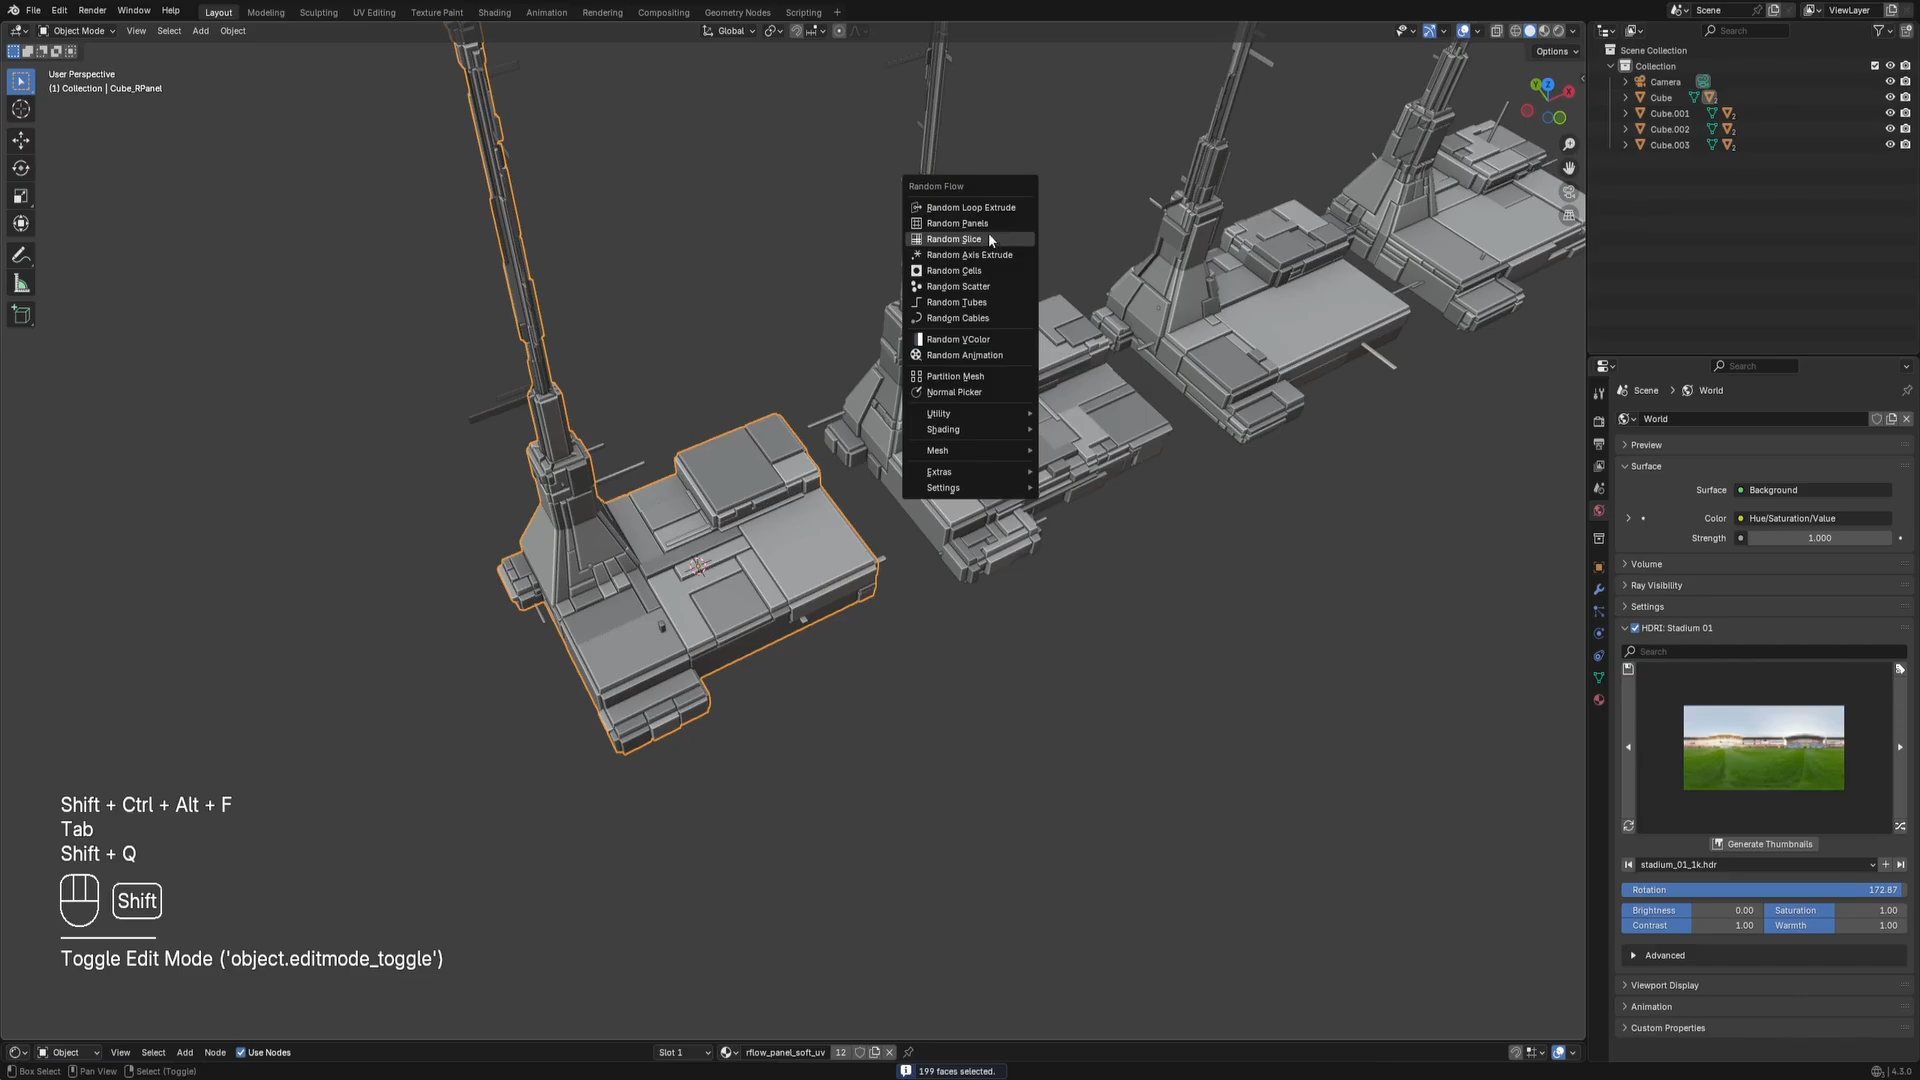 File Edit Render Window Help Layout Modeling Sculpting UV Editing Texture Paint Shading Animation Rendering Compositing Geometry Nodes Scripting + Scene ViewLayer
Object Mode View Select Add Object Global Search
Options
User Perspective
(1) Collection | Cube_RPanel
Scene Collection
Collection
Camera
Cube
Cube.001
Cube.002
Cube.003
Random Flow
Random Loop Extrude
Random Panels
Random Slice
Random Axis Extrude
Random Cells
Random Scatter
Random Tubes
Random Cables
Random VColor
Random Animation
Partition Mesh
Normal Picker
Utility
Shading
Mesh
Extras
Settings
Search
Scene World
World
Preview
Surface
Surface Background
Color Hue/Saturation/Value
Strength 1.000
Volume
Ray Visibility
Settings
HDRI: Stadium 01
Search
Generate Thumbnails
stadium_01_1k.hdr
Rotation 172.87
Brightness 0.00 Saturation 1.00
Contrast 1.00 Warmth 1.00
Advanced
Viewport Display
Animation
Custom Properties
Shift + Ctrl + Alt + F
Tab
Shift + Q
Shift
Toggle Edit Mode ('object.editmode_toggle')
Object View Select Add Node Use Nodes Slot 1 rflow_panel_soft_uv 12
Box Select Pan View Select (Toggle) 199 faces selected. 4.3.0